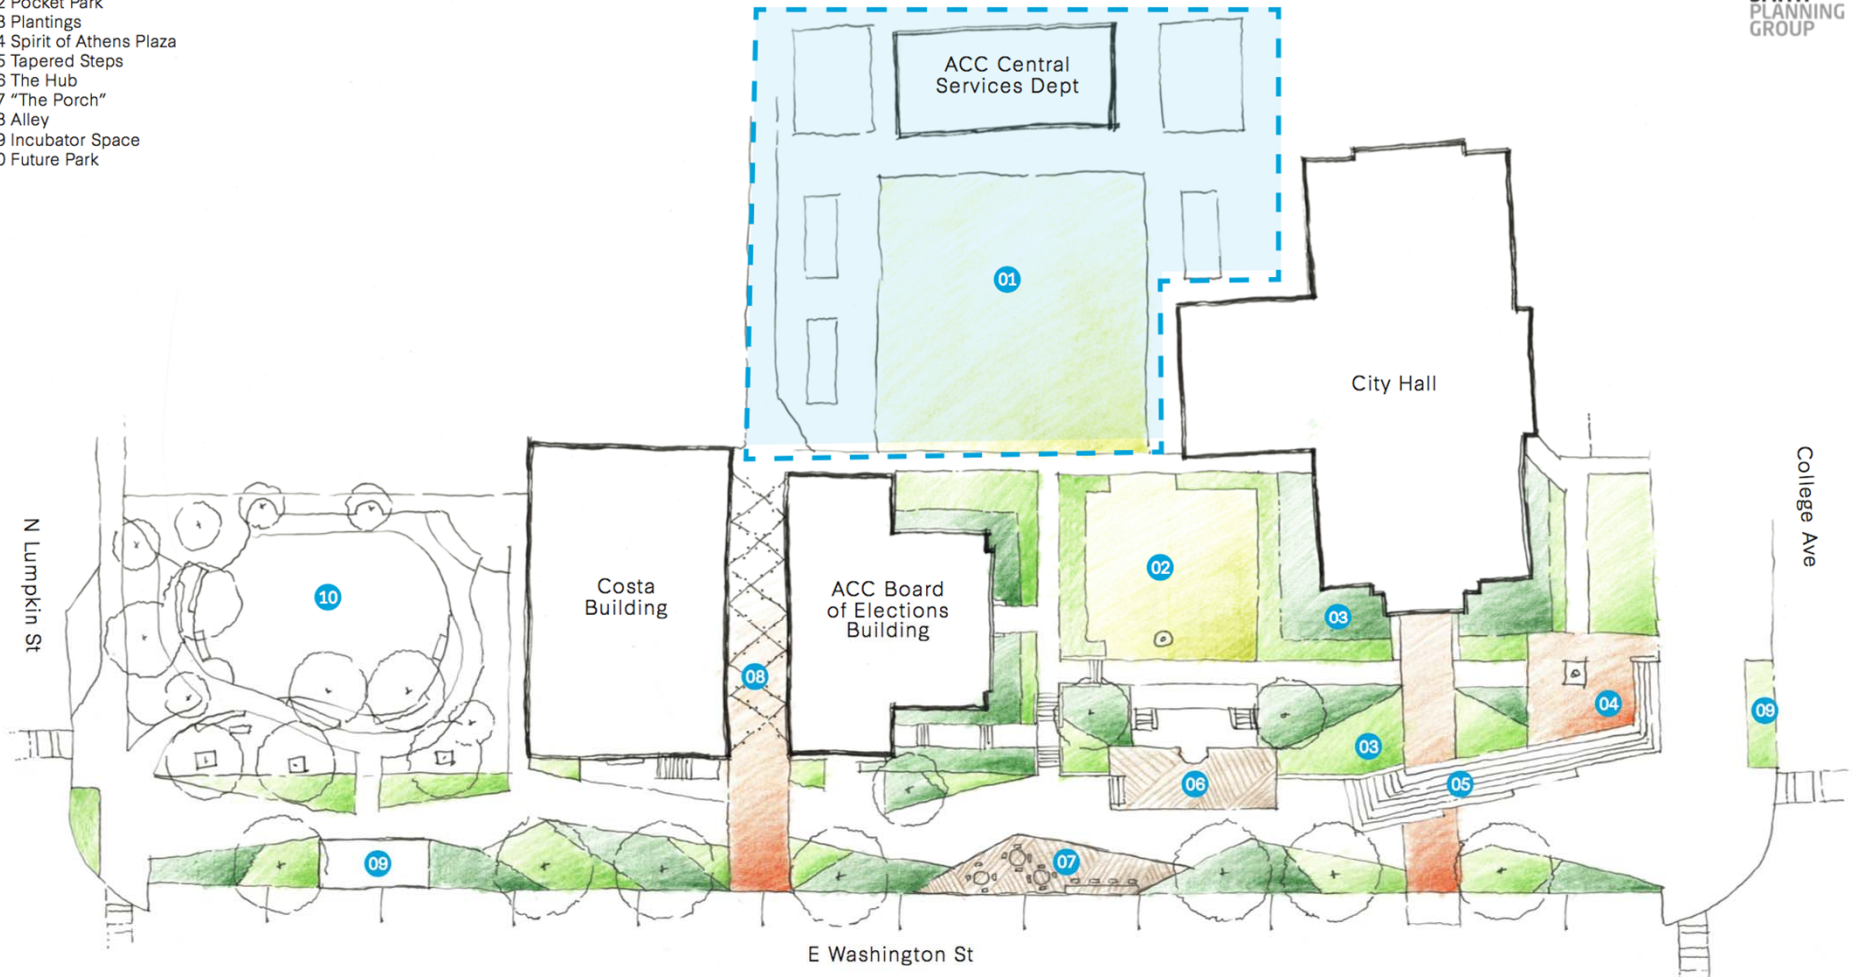 2 Pocket Park
3 Plantings
4 Spirit of Athens Plaza
5 Tapered Steps
6 The Hub
7 “The Porch”
8 Alley
9 Incubator Space
0 Future Park
PLANNING
GROUP
ACC Central
Services Dept
01
City Hall
College Ave
N Lumpkin St
10
Costa
Building
ACC Board
of Elections
Building
02
03
08
04
09
03
06
05
09
07
E Washington St